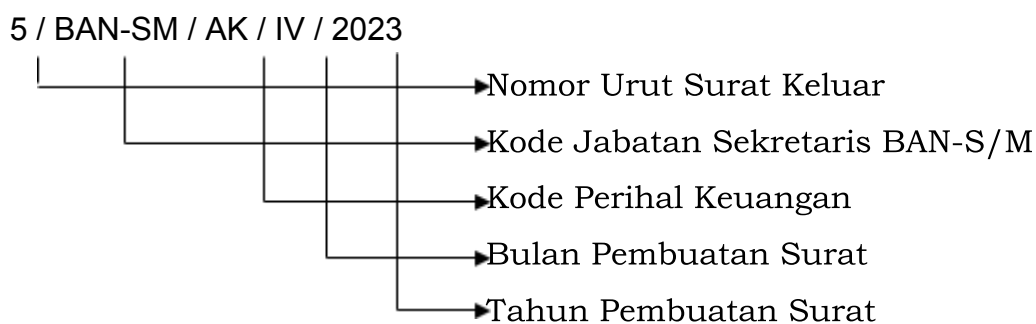 5 / BAN-SM / AK / IV / 2023
Nomor Urut Surat Keluar
Kode Jabatan Sekretaris BAN-S/M
Kode Perihal Keuangan
Bulan Pembuatan Surat
Tahun Pembuatan Surat